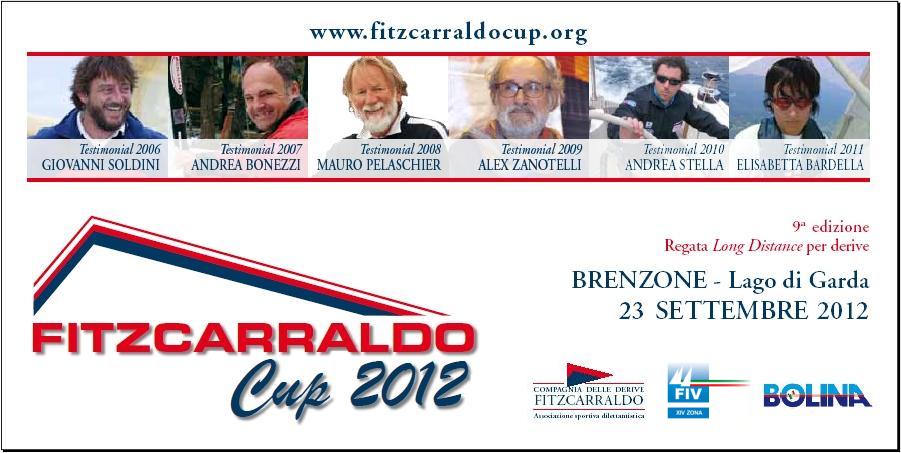 www.fitzcarraldocup.org
Testimonial 2006
GIOVANNI SOLDINI
Testimonial 2007
ANDREA BONEZZI
Testimonial 2008
MAURO PELASCHIER
Testimonial 2009
ALEX ZANOTELLI
Testimonial 2010
ANDREA STELLA
Testimonial 2011
ELISABETTA BARDELLA
9ª edizione
Regata Long Distance per derive
BRENZONE - Lago di Garda
23 SETTEMBRE 2012
FITZCARRALDO
Cup 2012
COMPAGNIA DELLE DERIVE
FITZCARRALDO
Associazione sportiva dilettantistica
FIV
XIV ZONA
BOLINA